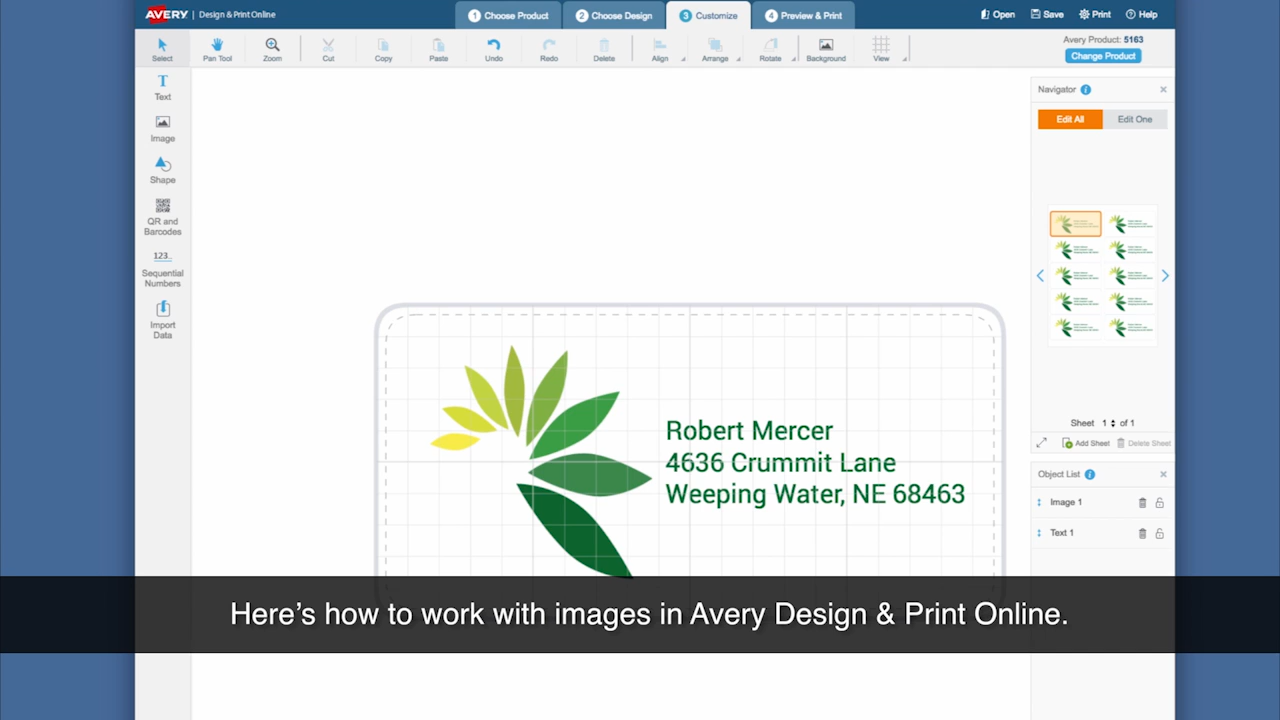 AVERY | Design & Print Online
1 Choose Product
2 Choose Design
3 Customize
4 Preview & Print
Open
Save
Print
? Help
Select
Pan Tool
Zoom
Cut
Copy
Paste
Undo
Redo
Delete
Align
Arrange
Rotate
Background
View
Avery Product: 5163
Change Product
T
Text
Image
Shape
QR and
Barcodes
123...
Sequential
Numbers
Import
Data
Navigator i
Edit All
Edit One
Sheet 1 of 1
Add Sheet
Delete Sheet
Object List i
Image 1
Text 1
Robert Mercer
4636 Crummit Lane
Weeping Water, NE 68463
Here’s how to work with images in Avery Design & Print Online.